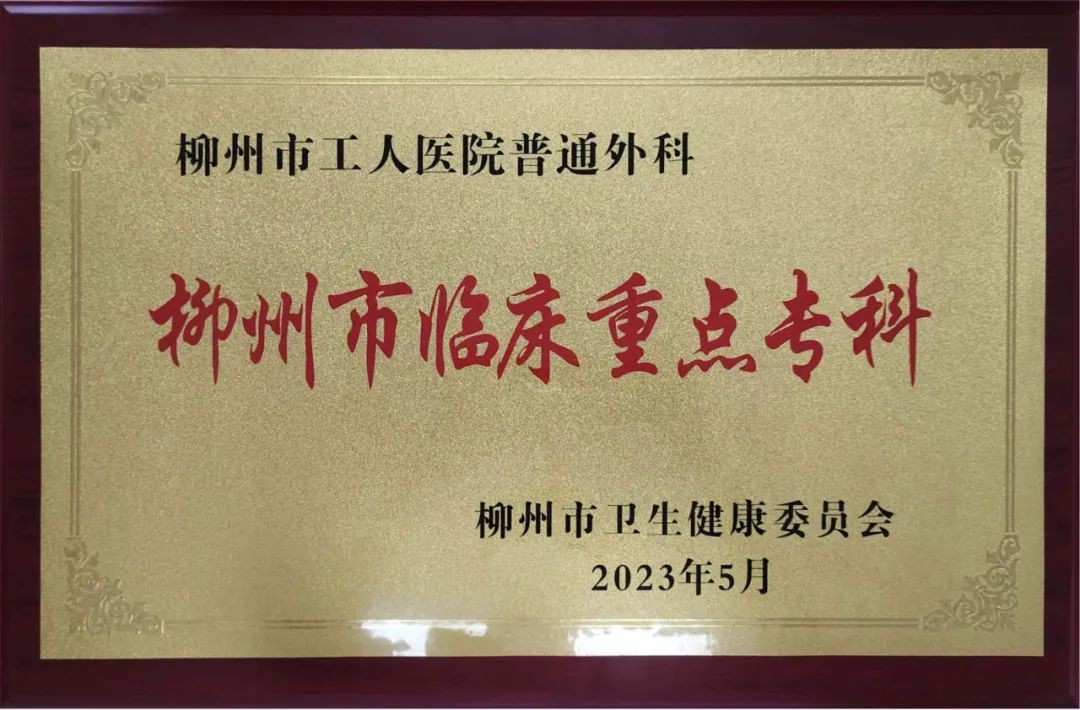 柳州市工人医院普通外科
柳州市临床重点专科
柳州市卫生健康委员会
2023年5月